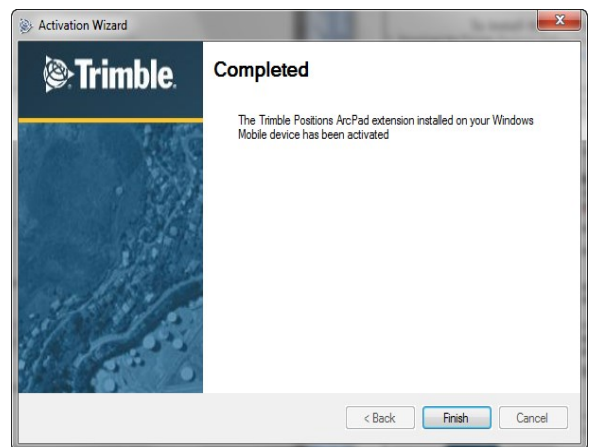 Activation Wizard
x
Trimble.
Completed
The Trimble Positions ArcPad extension installed on your Windows
Mobile device has been activated
< Back
Finish
Cancel